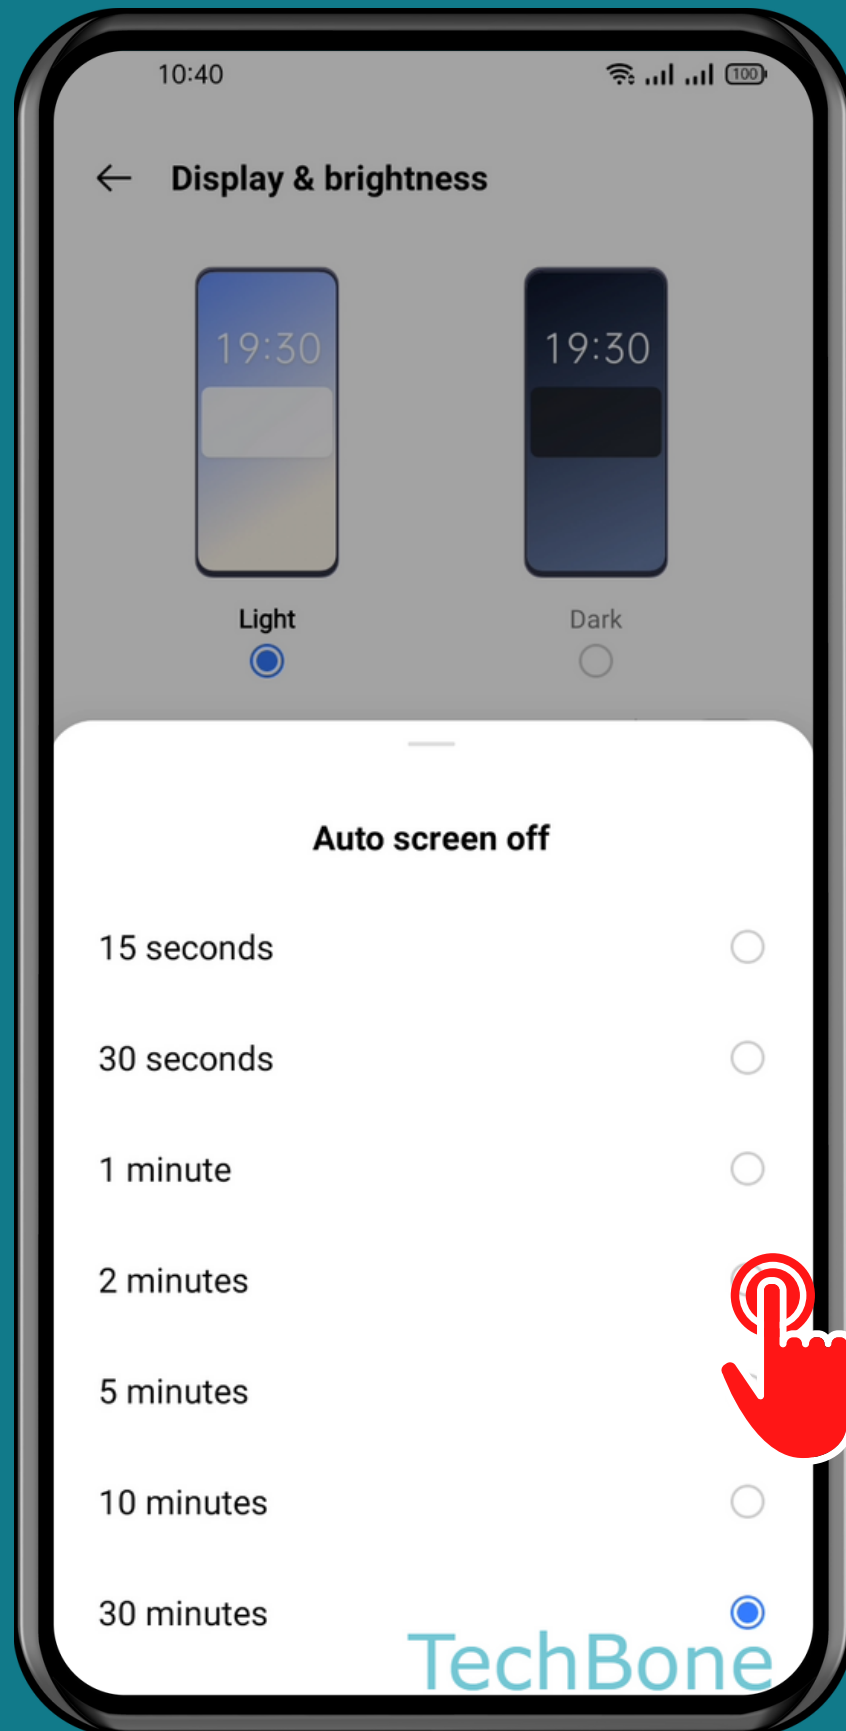 10:40
100
Display & brightness
19:30
19:30
Light
Dark
Auto screen off
15 seconds
30 seconds
1 minute
2 minutes
5 minutes
10 minutes
30 minutes
TechBone